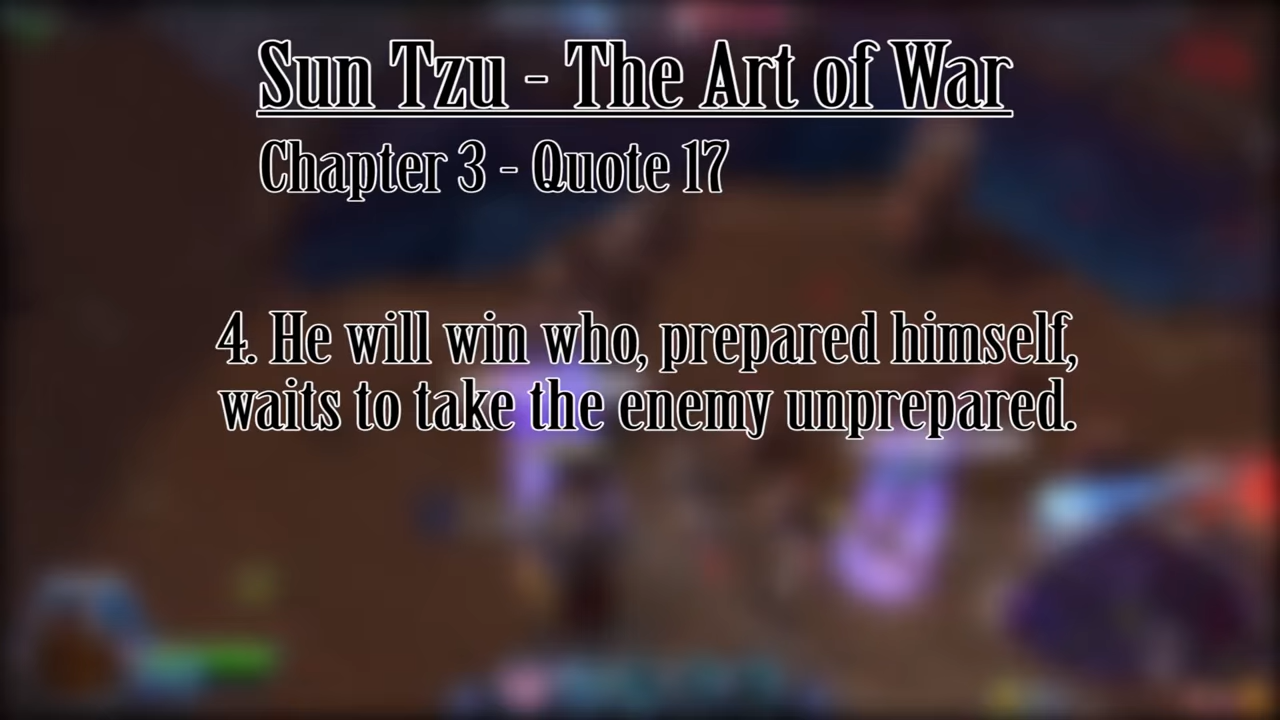 Sun Tzu - The Art of War
Chapter 3 - Quote 17
4. He will win who, prepared himself,
waits to take the enemy unprepared.